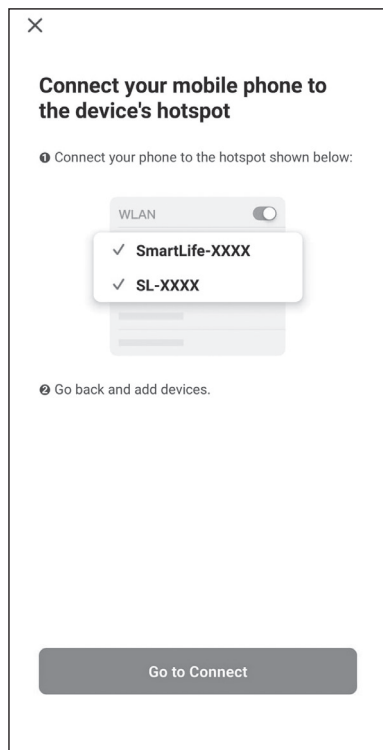 Connect your mobile phone to
the device's hotspot
❶ Connect your phone to the hotspot shown below:
WLAN
✓ SmartLife-XXXX
✓ SL-XXXX
❷ Go back and add devices.
Go to Connect